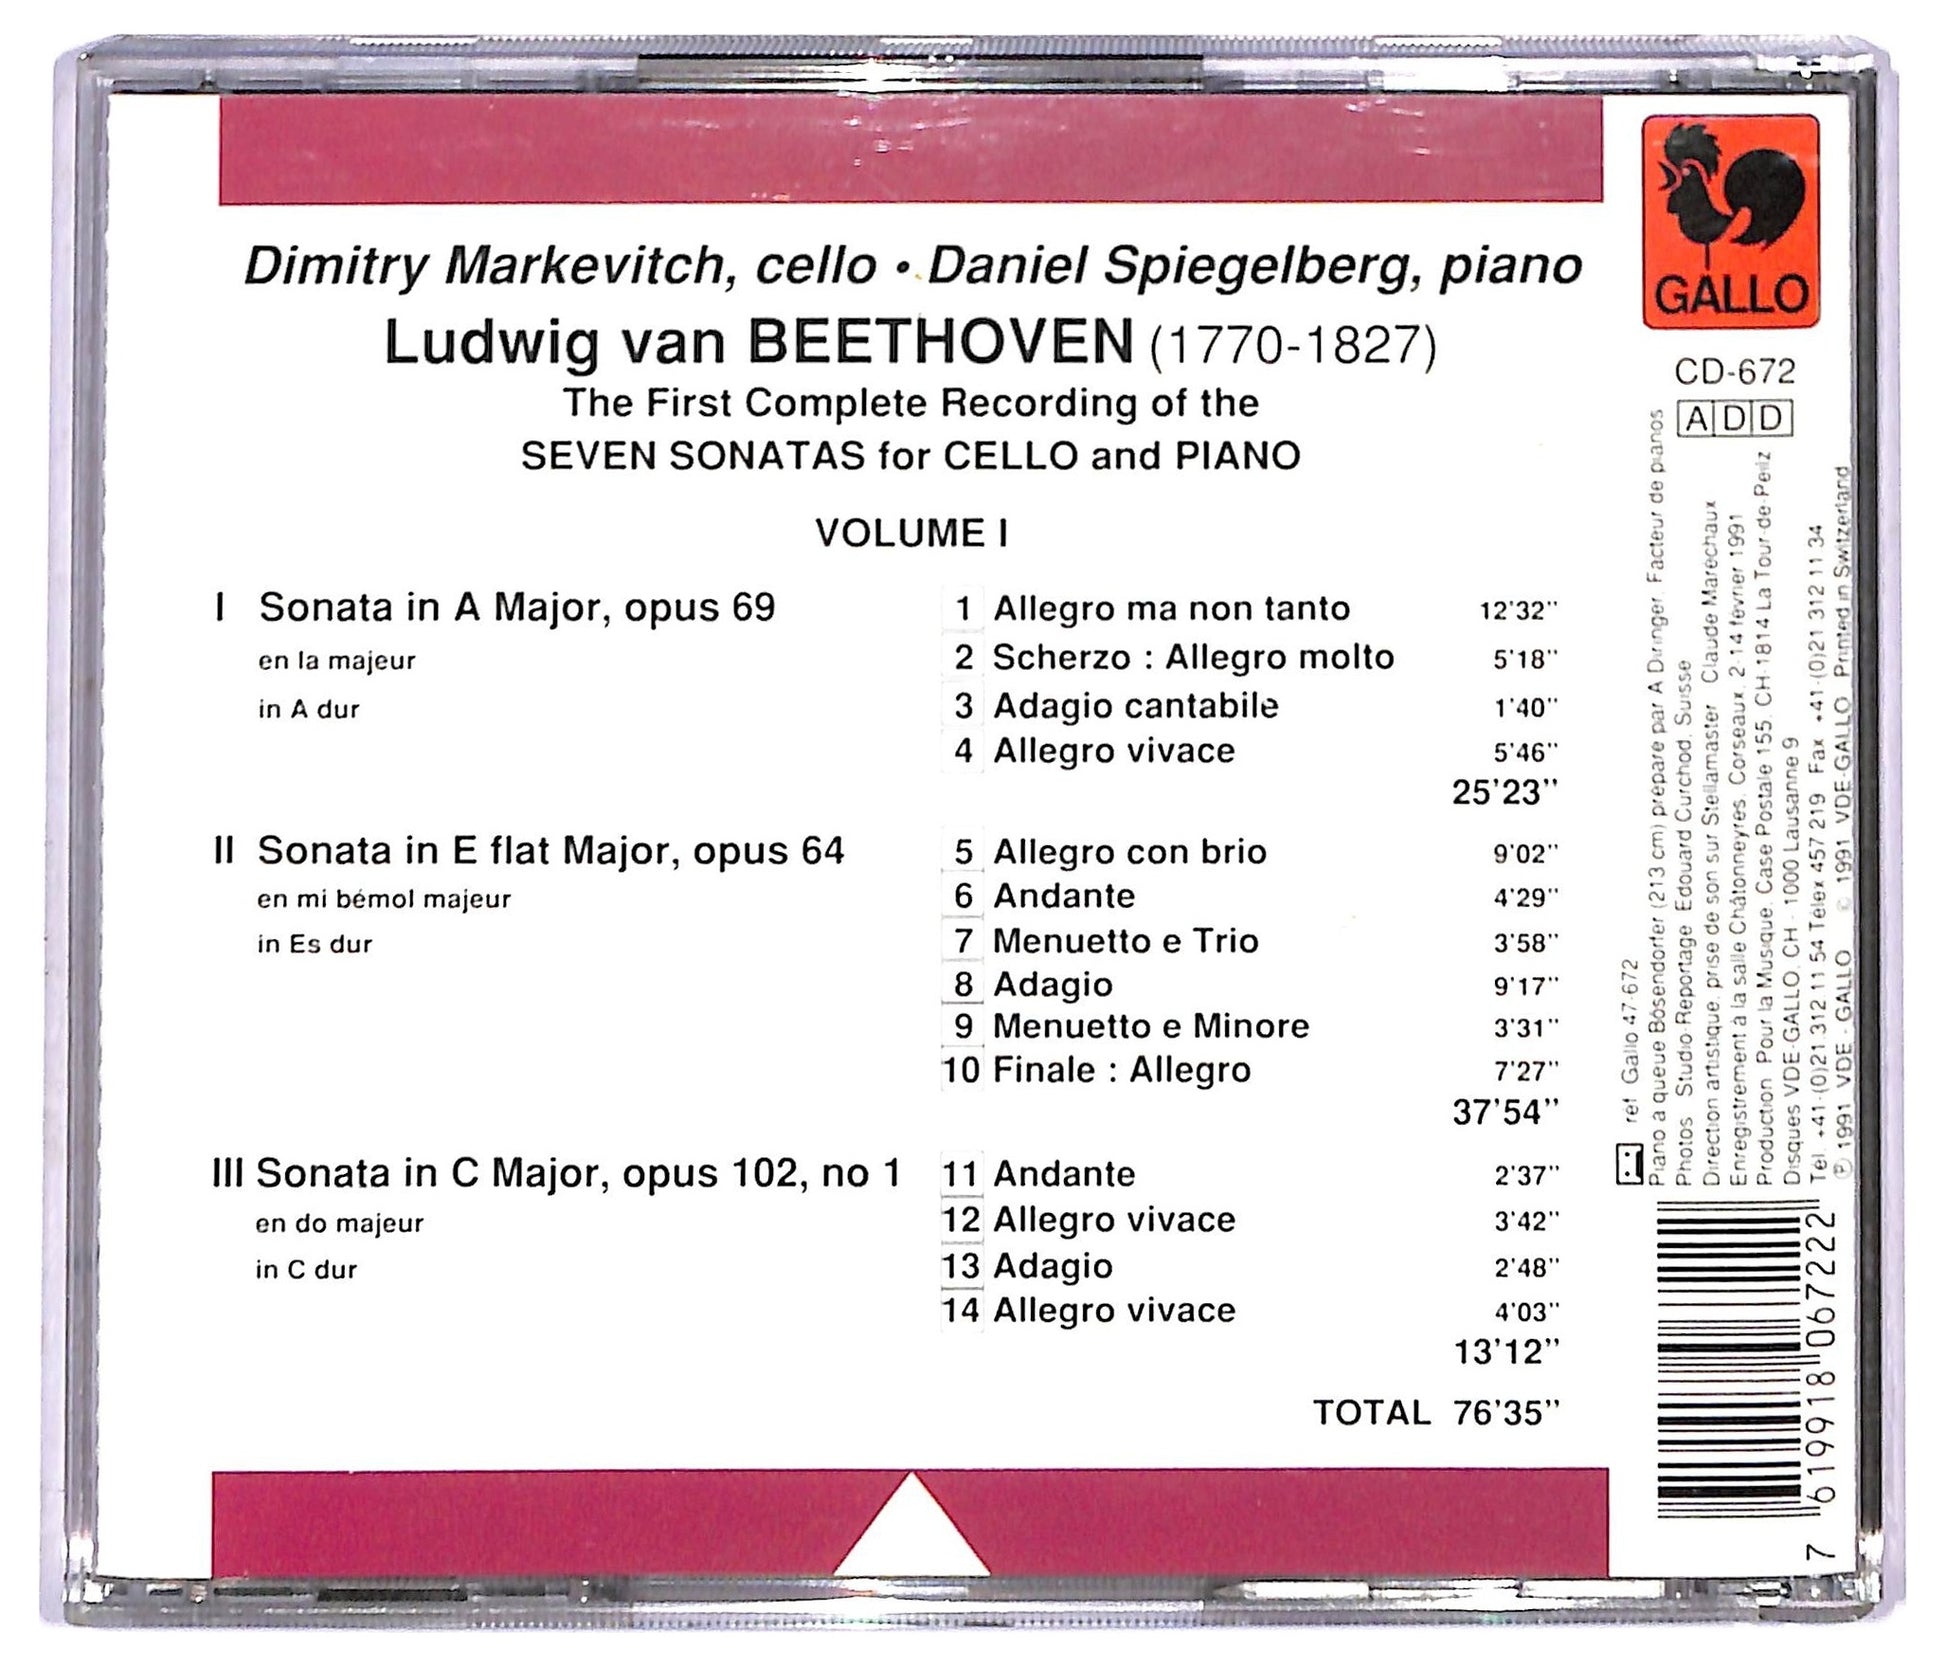 Dimitry Markevitch, cello • Daniel Spiegelberg, piano
Ludwig van BEETHOVEN (1770-1827)
The First Complete Recording of the
SEVEN SONATAS for CELLO and PIANO
VOLUME I
I Sonata in A Major, opus 69
en la majeur
in A dur
1 Allegro ma non tanto 12'32''
2 Scherzo : Allegro molto 5'18''
3 Adagio cantabile 1'40''
4 Allegro vivace 5'46''
25'23''
II Sonata in E flat Major, opus 64
en mi bémol majeur
in Es dur
5 Allegro con brio 9'02''
6 Andante 4'29''
7 Menuetto e Trio 3'58''
8 Adagio 9'17''
9 Menuetto e Minore 3'31''
10 Finale : Allegro 7'27''
37'54''
III Sonata in C Major, opus 102, no 1
en do majeur
in C dur
11 Andante 2'37''
12 Allegro vivace 3'42''
13 Adagio 2'48''
14 Allegro vivace 4'03''
13'12''
TOTAL 76'35''
GALLO
CD-672
ADD
réf Gallo 47-672
Piano à queue Bösendorfer (213 cm) préparé par A Dúringer, Facteur de pianos
Photos Studio-Reportage Edouard Curchod, Suisse
Direction artistique, prise de son sur Stellamaster Claude Maréchaux
Enregistrement à la salle Châtonneyres, Corseaux, 2-14 février 1991
Production Pour la Musique, Case Postale 155, CH-1814 La Tour-de-Peilz
Disques VDE-GALLO, CH - 1000 Lausanne 9
Tél. +41-(0)21 312 11 54 Télex 457 219 Fax +41-(0)21 312 11 34
℗ 1991 VDE - GALLO © 1991 VDE-GALLO Printed in Switzerland
7 619918 067222